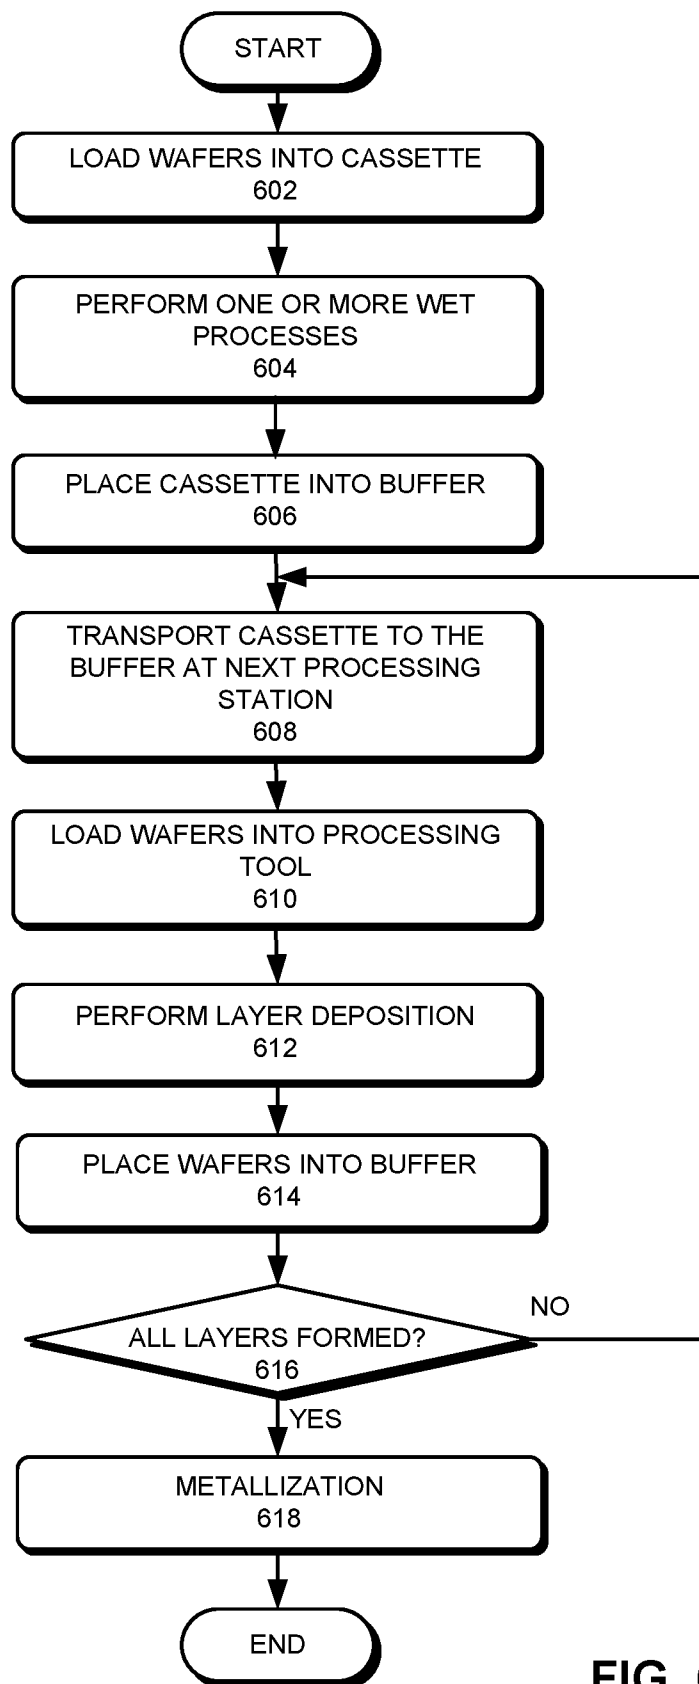 START
LOAD WAFERS INTO CASSETTE
602
PERFORM ONE OR MORE WET
PROCESSES
604
PLACE CASSETTE INTO BUFFER
606
TRANSPORT CASSETTE TO THE
BUFFER AT NEXT PROCESSING
STATION
608
LOAD WAFERS INTO PROCESSING
TOOL
610
PERFORM LAYER DEPOSITION
612
PLACE WAFERS INTO BUFFER
614
NO
ALL LAYERS FORMED?
616
YES
METALLIZATION
618
END
FIG.